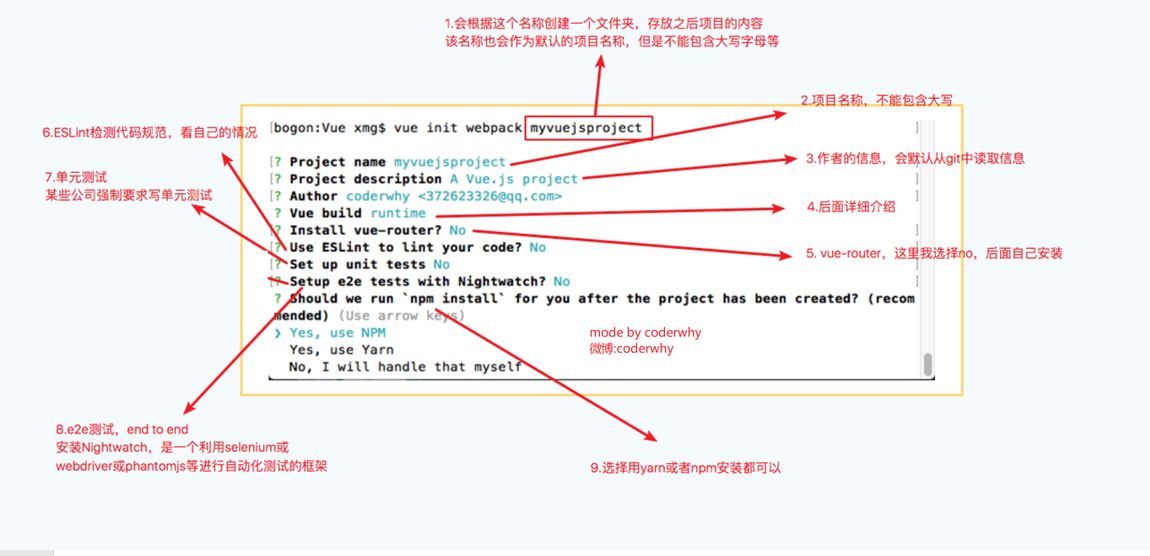 1.会根据这个名称创建一个文件夹，存放之后项目的内容
该名称也会作为默认的项目名称，但是不能包含大写字母等
2.项目名称，不能包含大写
6.ESLint检测代码规范，看自己的情况
[bogon:Vue xmg$ vue init webpack myvuejsproject ]
3.作者的信息，会默认从git中读取信息
7.单元测试
某些公司强制要求写单元测试
[? Project name myvuejsproject ]
[? Project description A Vue.js project ]
[? Author coderwhy <372623326@qq.com> ]
? Vue build runtime
[? Install vue-router? No ]
[? Use ESLint to lint your code? No ]
[? Set up unit tests No ]
[? Setup e2e tests with Nightwatch? No ]
? Should we run `npm install` for you after the project has been created? (recom
mended) (Use arrow keys)
❯ Yes, use NPM
Yes, use Yarn
No, I will handle that myself
4.后面详细介绍
5. vue-router，这里我选择no，后面自己安装
mode by coderwhy
微博:coderwhy
8.e2e测试，end to end
安装Nightwatch，是一个利用selenium或
webdriver或phantomjs等进行自动化测试的框架
9.选择用yarn或者npm安装都可以